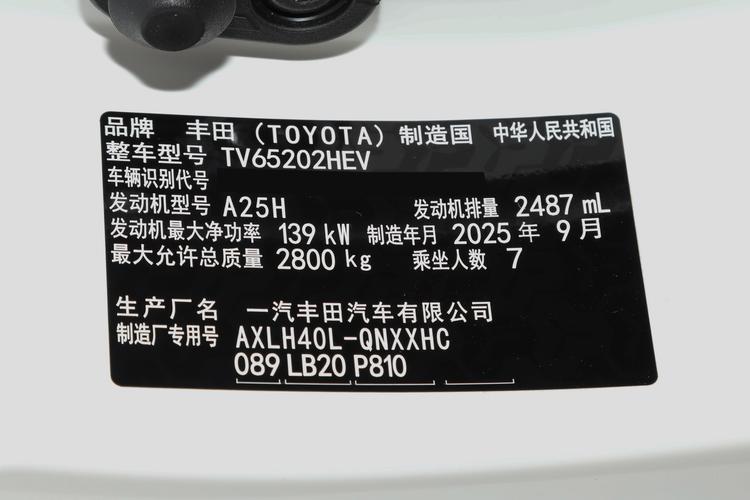 品牌 丰田（TOYOTA）制造国 中华人民共和国
整车型号 TV65202HEV
车辆识别代号
发动机型号 A25H 发动机排量 2487 mL
发动机最大净功率 139 kW 制造年月 2025 年 9 月
最大允许总质量 2800 kg 乘坐人数 7
生产厂名 一汽丰田汽车有限公司
制造厂专用号 AXLH40L-QNXXHC
089 LB20 P810